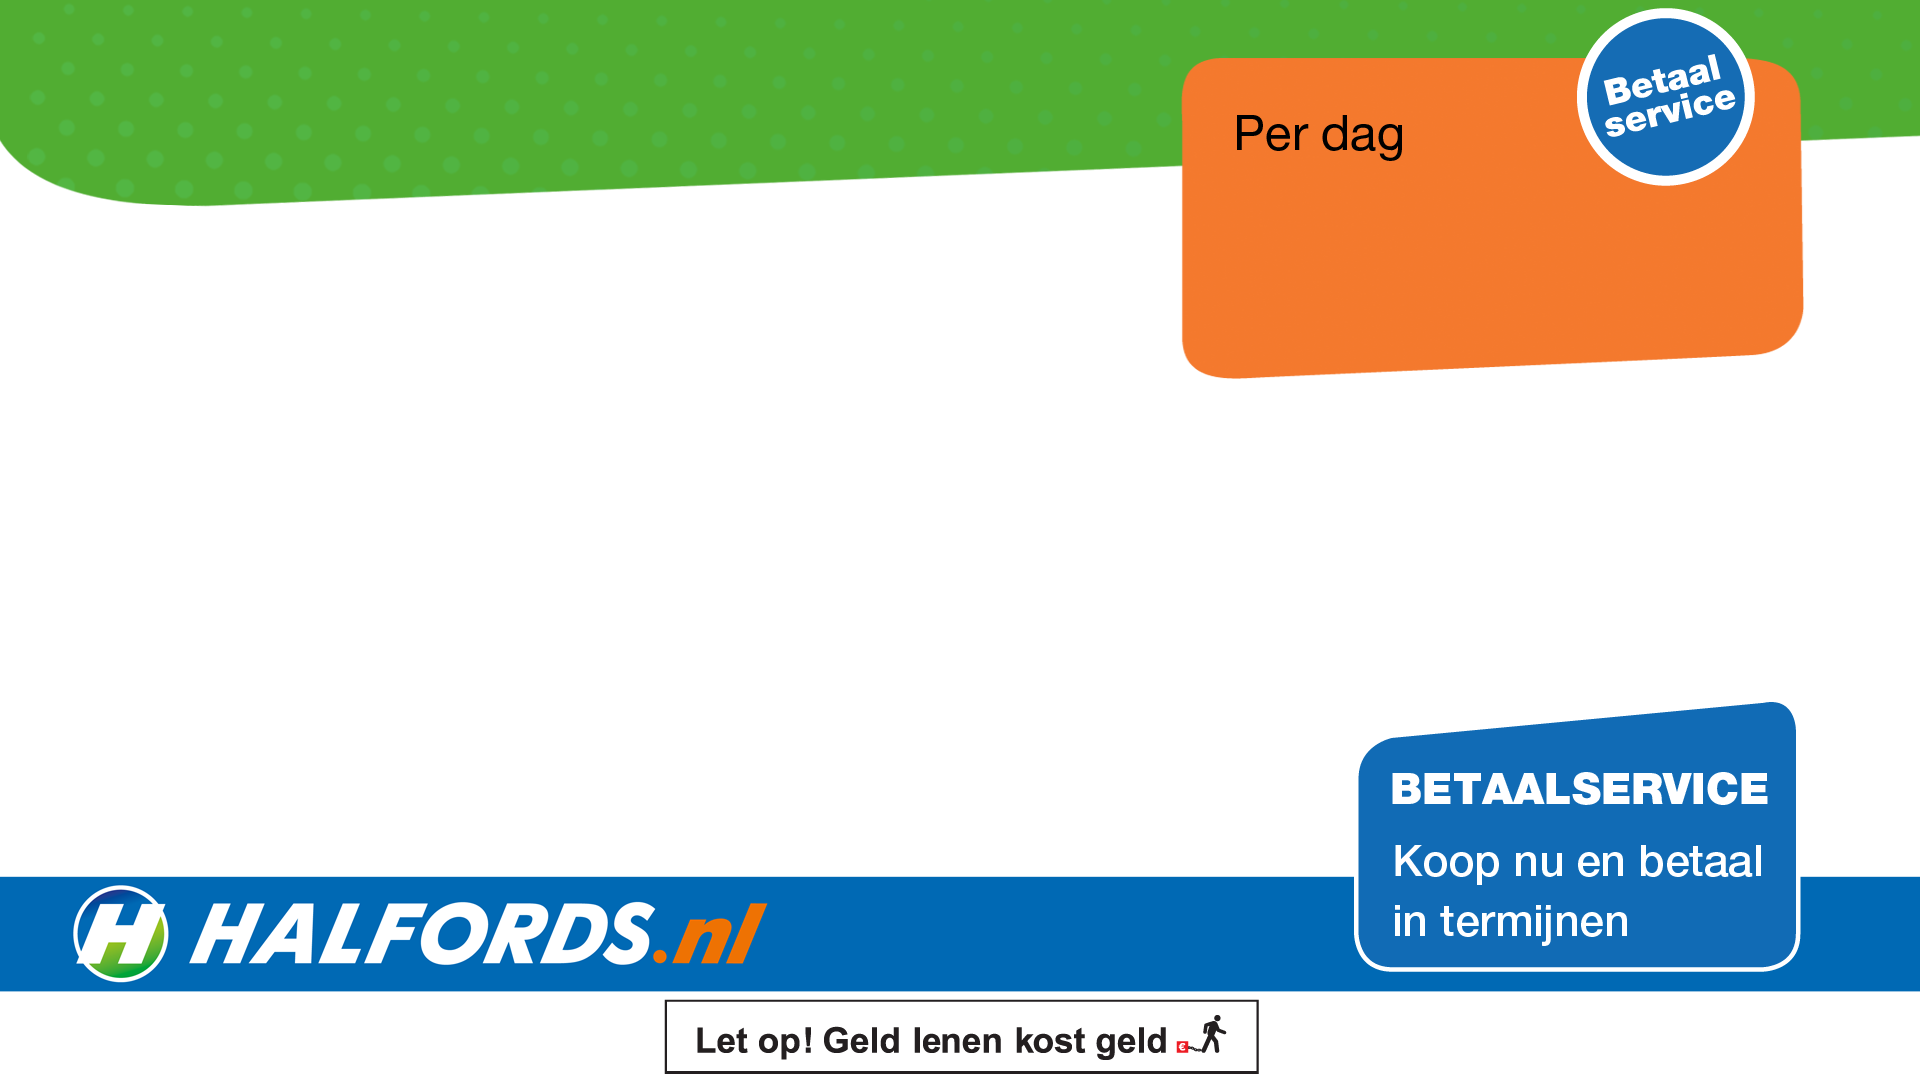 Betaal
service
Per dag
BETAALSERVICE
Koop nu en betaal
in termijnen
H HALFORDS.nl
Let op! Geld lenen kost geld €